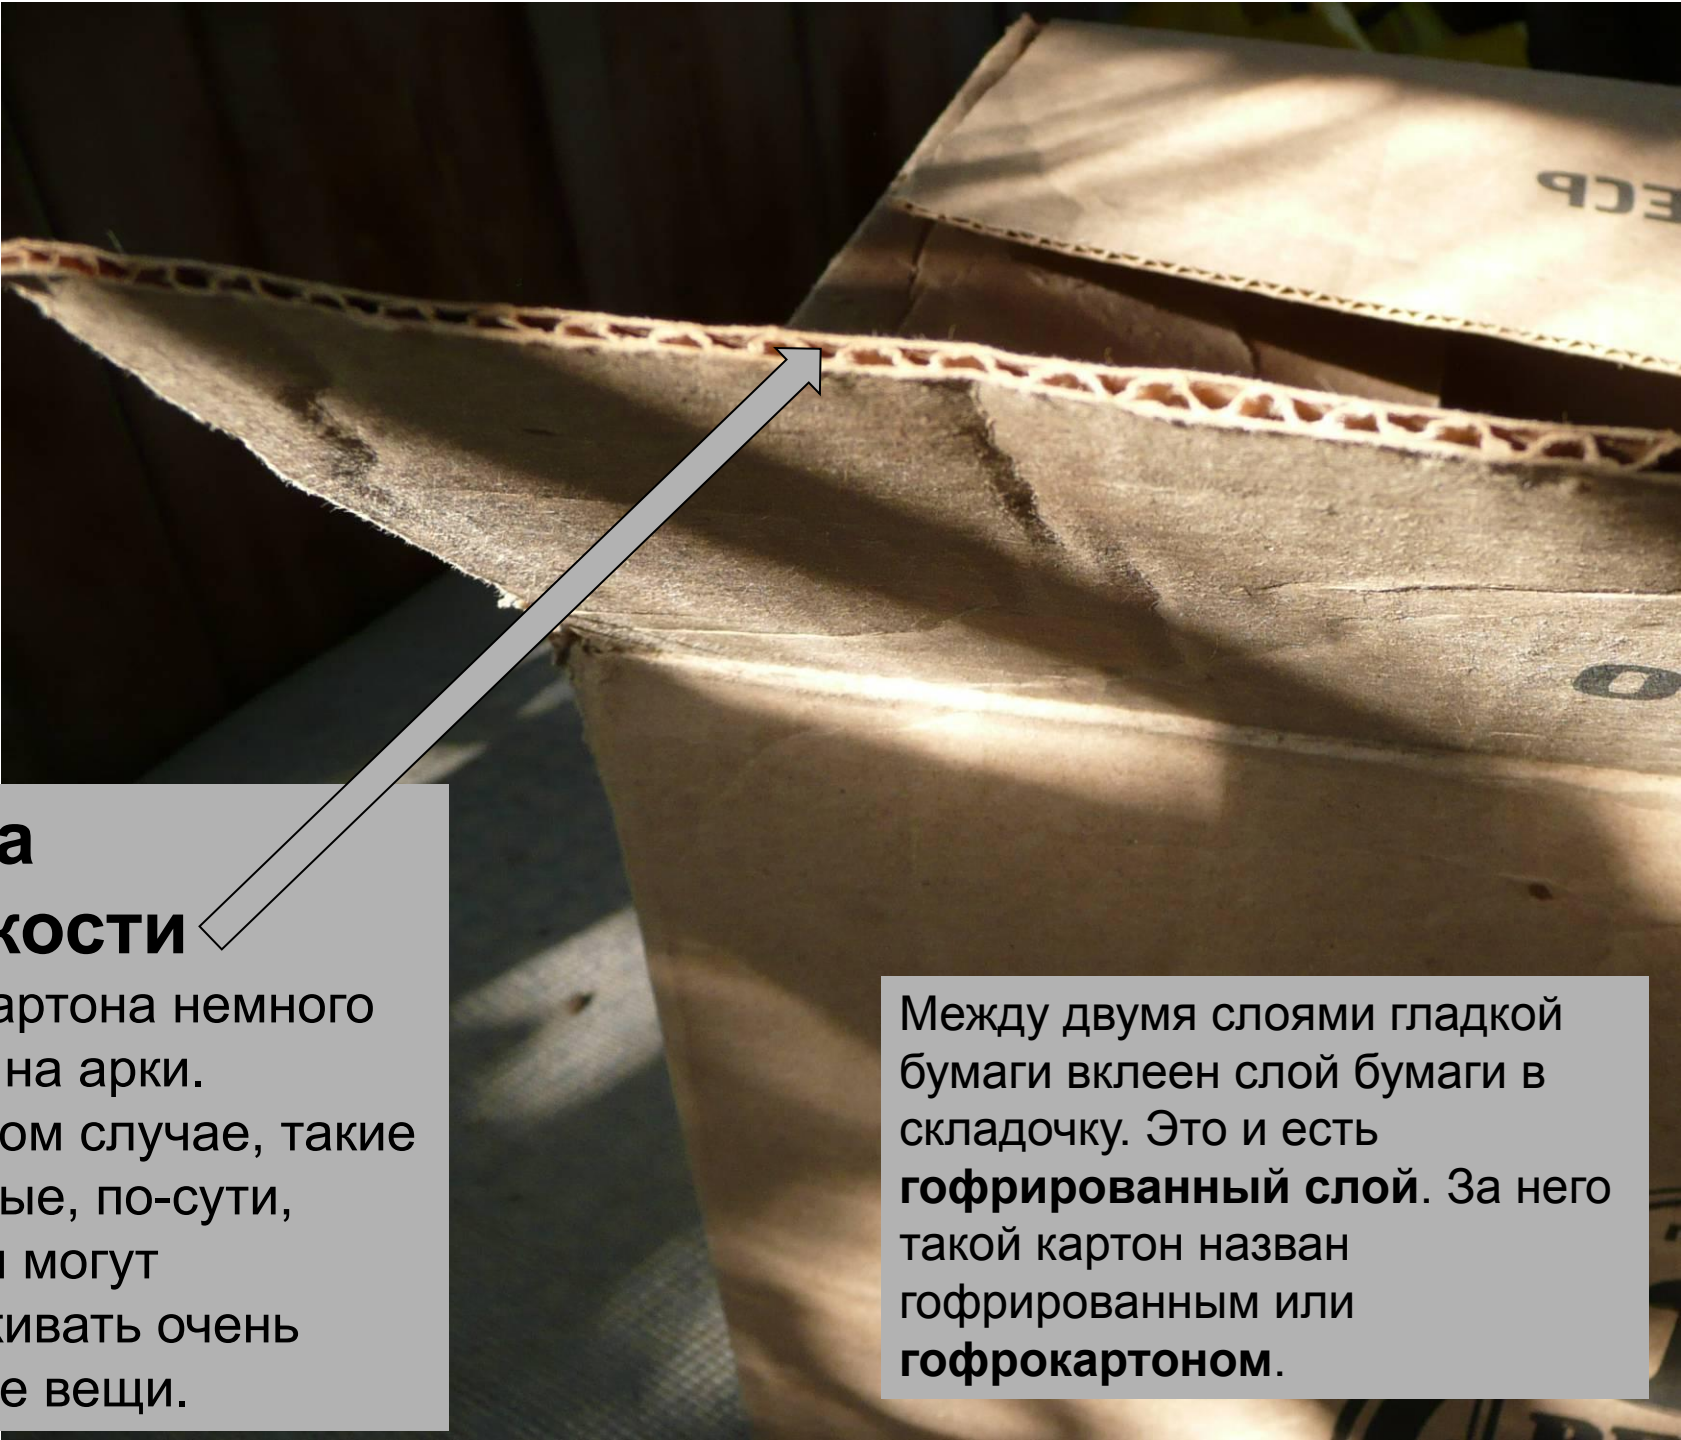 а
кости
артона немного
на арки.
ом случае, такие
ые, по-сути,
и могут
кивать очень
е вещи.
Между двумя слоями гладкой
бумаги вклеен слой бумаги в
складочку. Это и есть
гофрированный слой. За него
такой картон назван
гофрированным или
гофрокартоном.